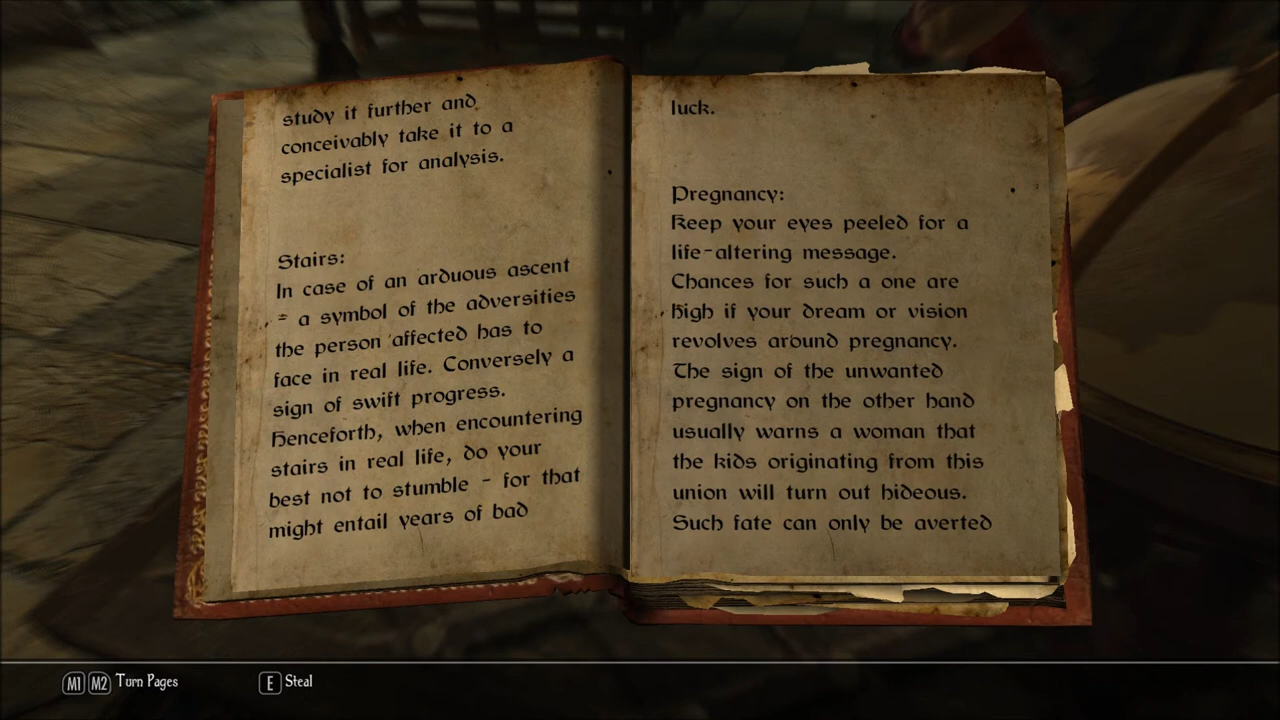 study it further and
conceivably take it to a
specialist for analysis.
Stairs:
In case of an arduous ascent
- a symbol of the adversities
the person affected has to
face in real life. Conversely a
sign of swift progress.
Henceforth, when encountering
stairs in real life, do your
best not to stumble - for that
might entail years of bad
luck.
Pregnancy:
Keep your eyes peeled for a
life-altering message.
Chances for such a one are
high if your dream or vision
revolves around pregnancy.
The sign of the unwanted
pregnancy on the other hand
usually warns a woman that
the kids originating from this
union will turn out hideous.
Such fate can only be averted
M1 M2 Turn Pages
E Steal